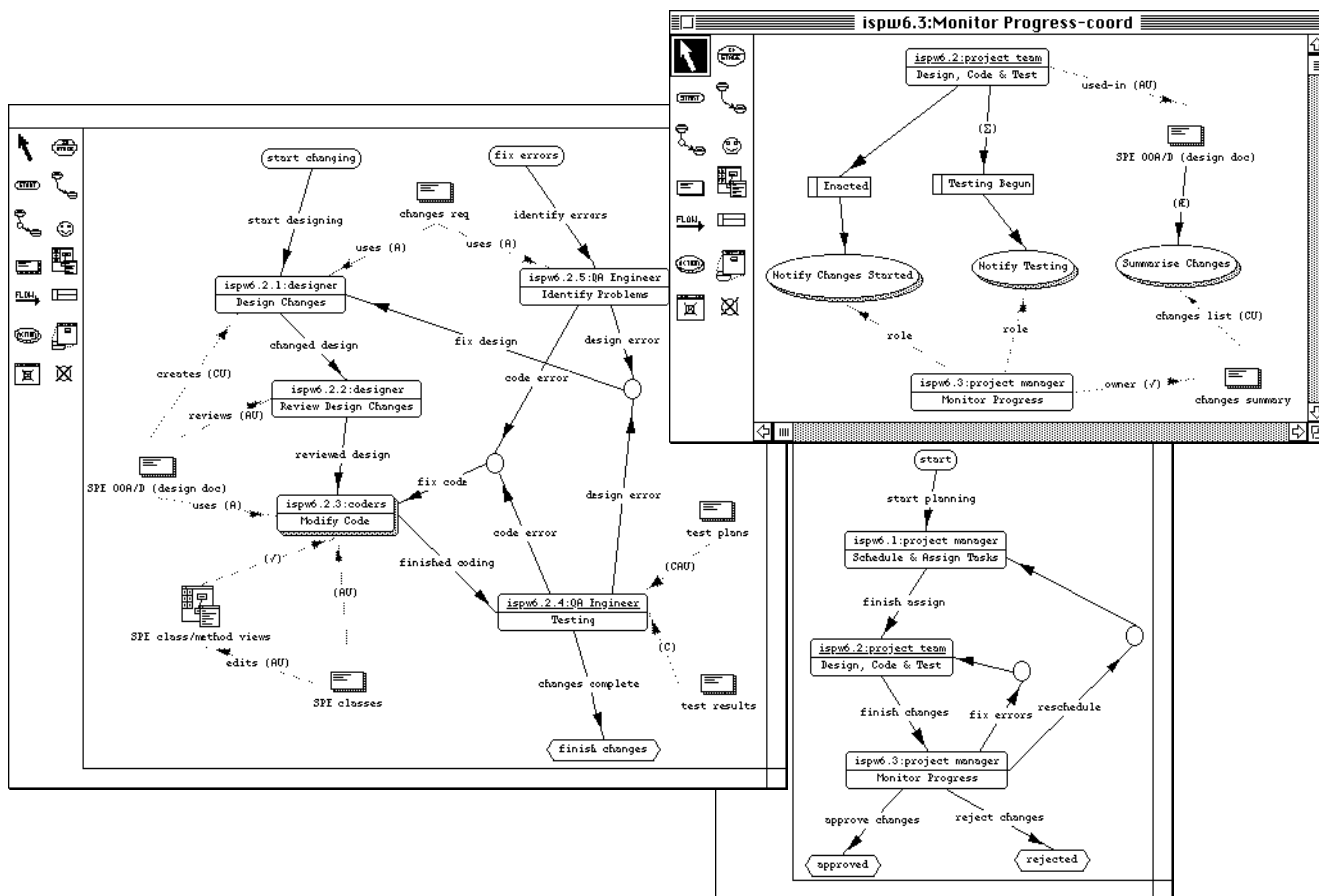 ispw6.3:Monitor Progress-coord
START
FLOW
ACTION
ispw6.2:project team
Design, Code & Test
used-in (AU)
(Σ)
SPE OOA/D (design doc)
Enacted
Testing Begun
(Æ)
Notify Changes Started
Notify Testing
Summarise Changes
changes list (CU)
role
role
ispw6.3:project manager
Monitor Progress
owner (√)
changes summary
START
FLOW
ACTION
start changing
fix errors
changes req
start designing
identify errors
uses (A)
uses (A)
ispw6.2.1:designer
Design Changes
ispw6.2.5:QA Engineer
Identify Problems
fix design
design error
changed design
code error
creates (CU)
ispw6.2.2:designer
Review Design Changes
reviews (AU)
reviewed design
SPE OOA/D (design doc)
fix code
design error
uses (A)
ispw6.2.3:coders
Modify Code
code error
test plans
(√)
finished coding
(CAU)
(AU)
ispw6.2.4:QA Engineer
Testing
SPE class/method views
(C)
edits (AU)
changes complete
SPE classes
test results
finish changes
start
start planning
ispw6.1:project manager
Schedule & Assign Tasks
finish assign
ispw6.2:project team
Design, Code & Test
finish changes
fix errors
reschedule
ispw6.3:project manager
Monitor Progress
approve changes
reject changes
approved
rejected